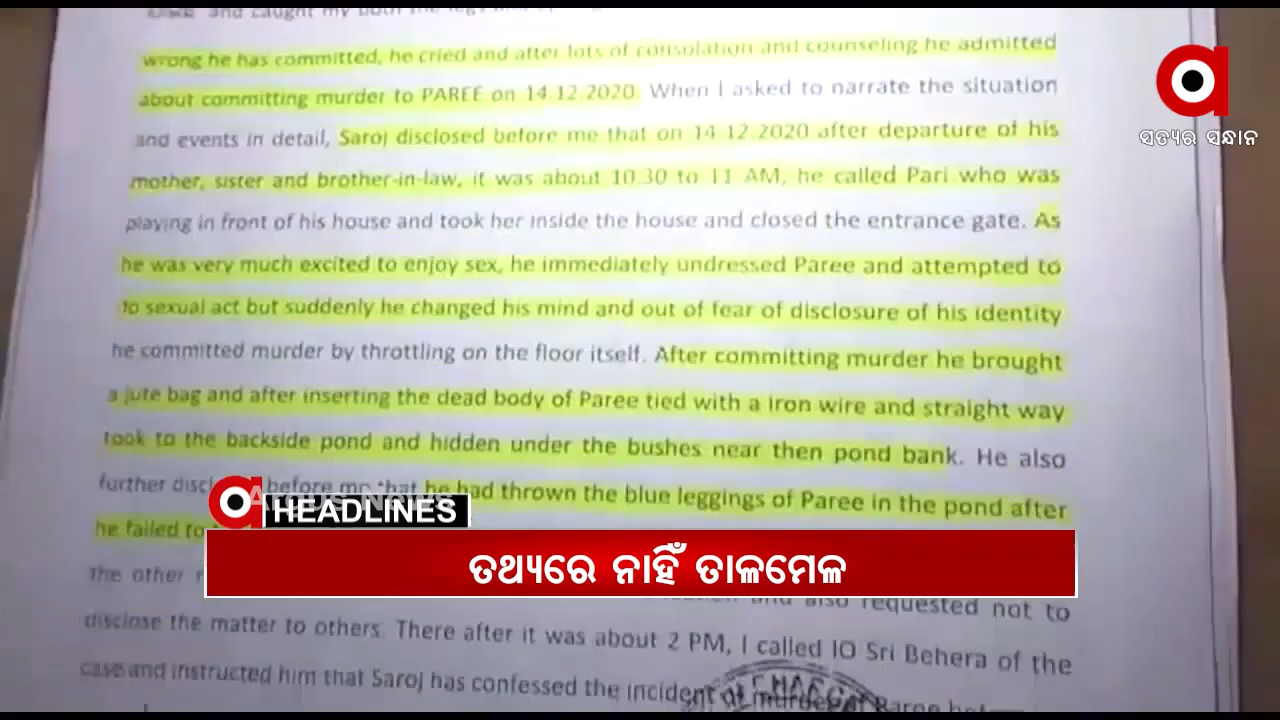 and caught my both the legs
wrong he has committed, he cried and after lots of consolation and counseling he admitted
about committing murder to PAREE on 14.12.2020. When I asked to narrate the situation
and events in detail, Saroj disclosed before me that on 14.12.2020 after departure of his
mother, sister and brother-in-law, it was about 10.30 to 11 AM, he called Pari who was
playing in front of his house and took her inside the house and closed the entrance gate. As
he was very much excited to enjoy sex, he immediately undressed Paree and attempted to
to sexual act but suddenly he changed his mind and out of fear of disclosure of his identity
he committed murder by throttling on the floor itself. After committing murder he brought
a jute bag and after inserting the dead body of Paree tied with a iron wire and straight way
took to the backside pond and hidden under the bushes near then pond bank. He also
further before me that he had thrown the blue leggings of Paree in the pond after
he failed to
The other and also requested not to
disclose the matter to others. There after it was about 2 PM, I called IO Sri Behera of the
case and instructed him that Saroj has confessed the incident of murder of Paree
ସତ୍ୟର ସନ୍ଧାନ
HEADLINES
ତଥ୍ୟରେ ନାହିଁ ତାଳମେଳ